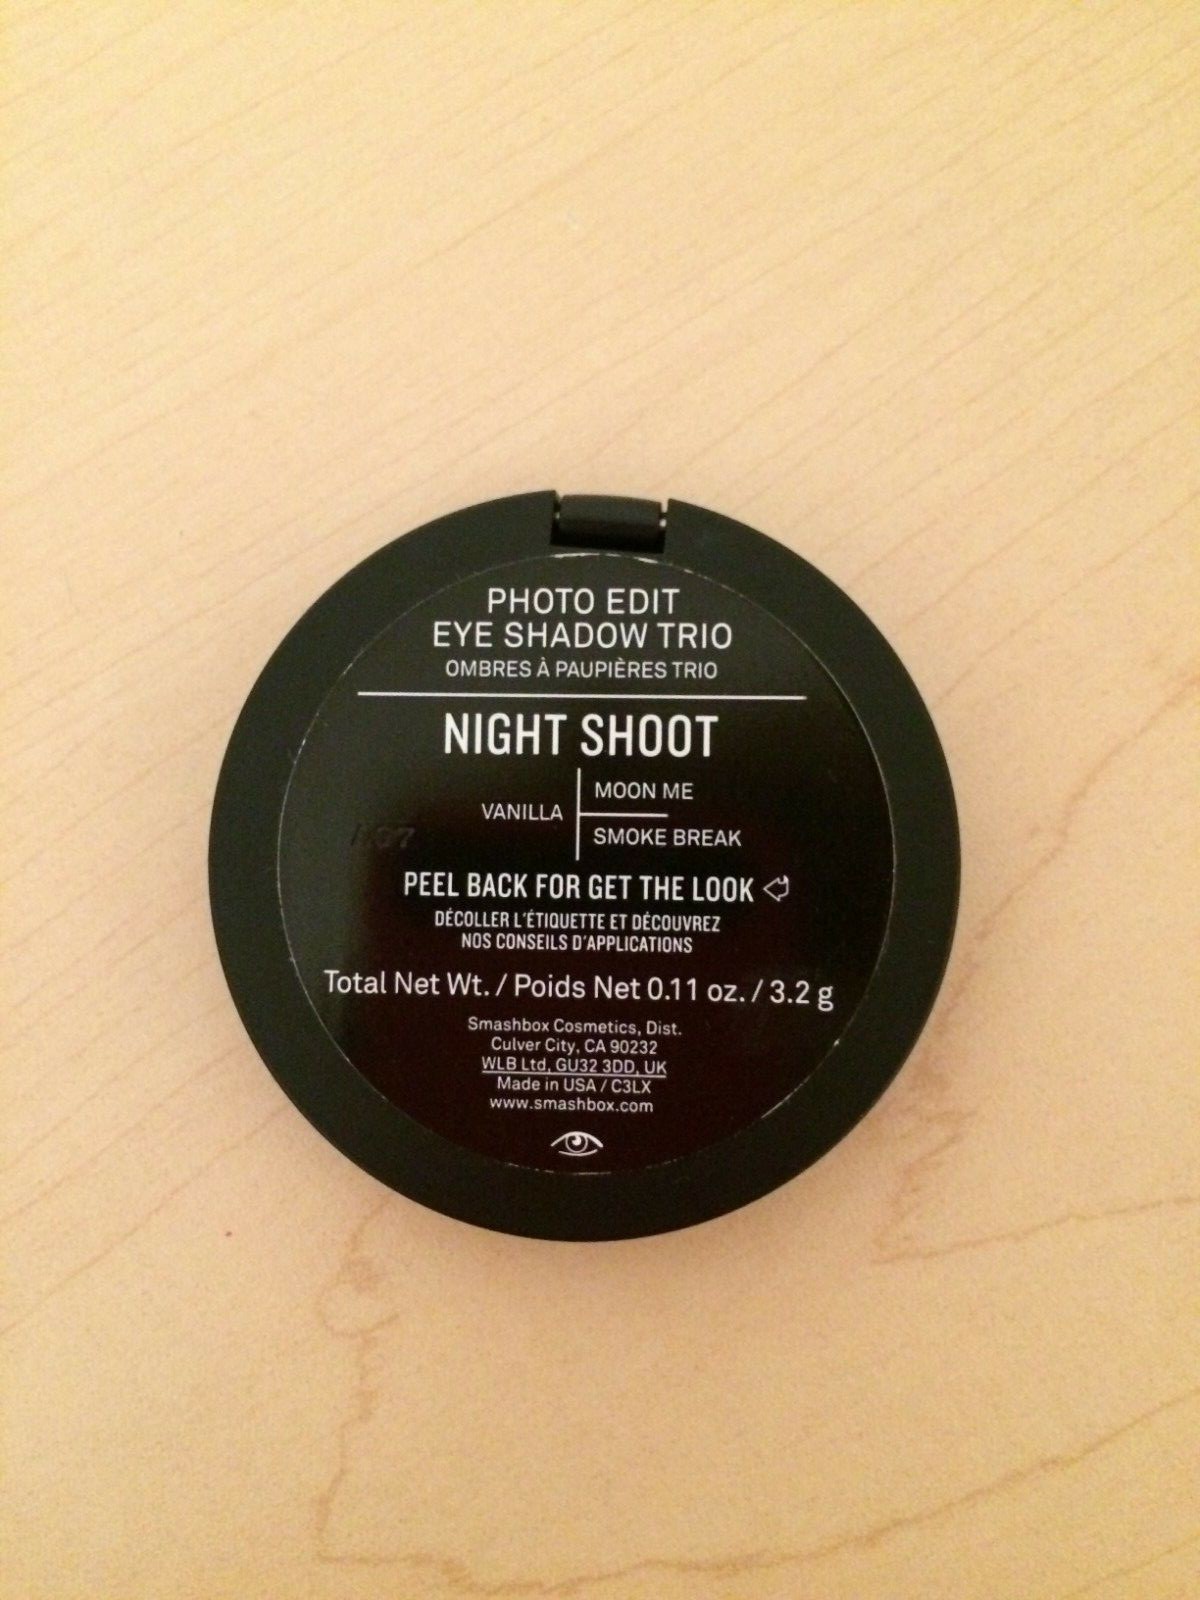 PHOTO EDIT
EYE SHADOW TRIO
OMBRES À PAUPIÈRES TRIO
NIGHT SHOOT
VANILLA
MOON ME
SMOKE BREAK
PEEL BACK FOR GET THE LOOK
DÉCOLLER L'ÉTIQUETTE ET DÉCOUVREZ
NOS CONSEILS D'APPLICATIONS
Total Net Wt. / Poids Net 0.11 oz. / 3.2 g
Smashbox Cosmetics, Dist.
Culver City, CA 90232
WLB Ltd, GU32 3DD, UK
Made in USA / C3LX
www.smashbox.com